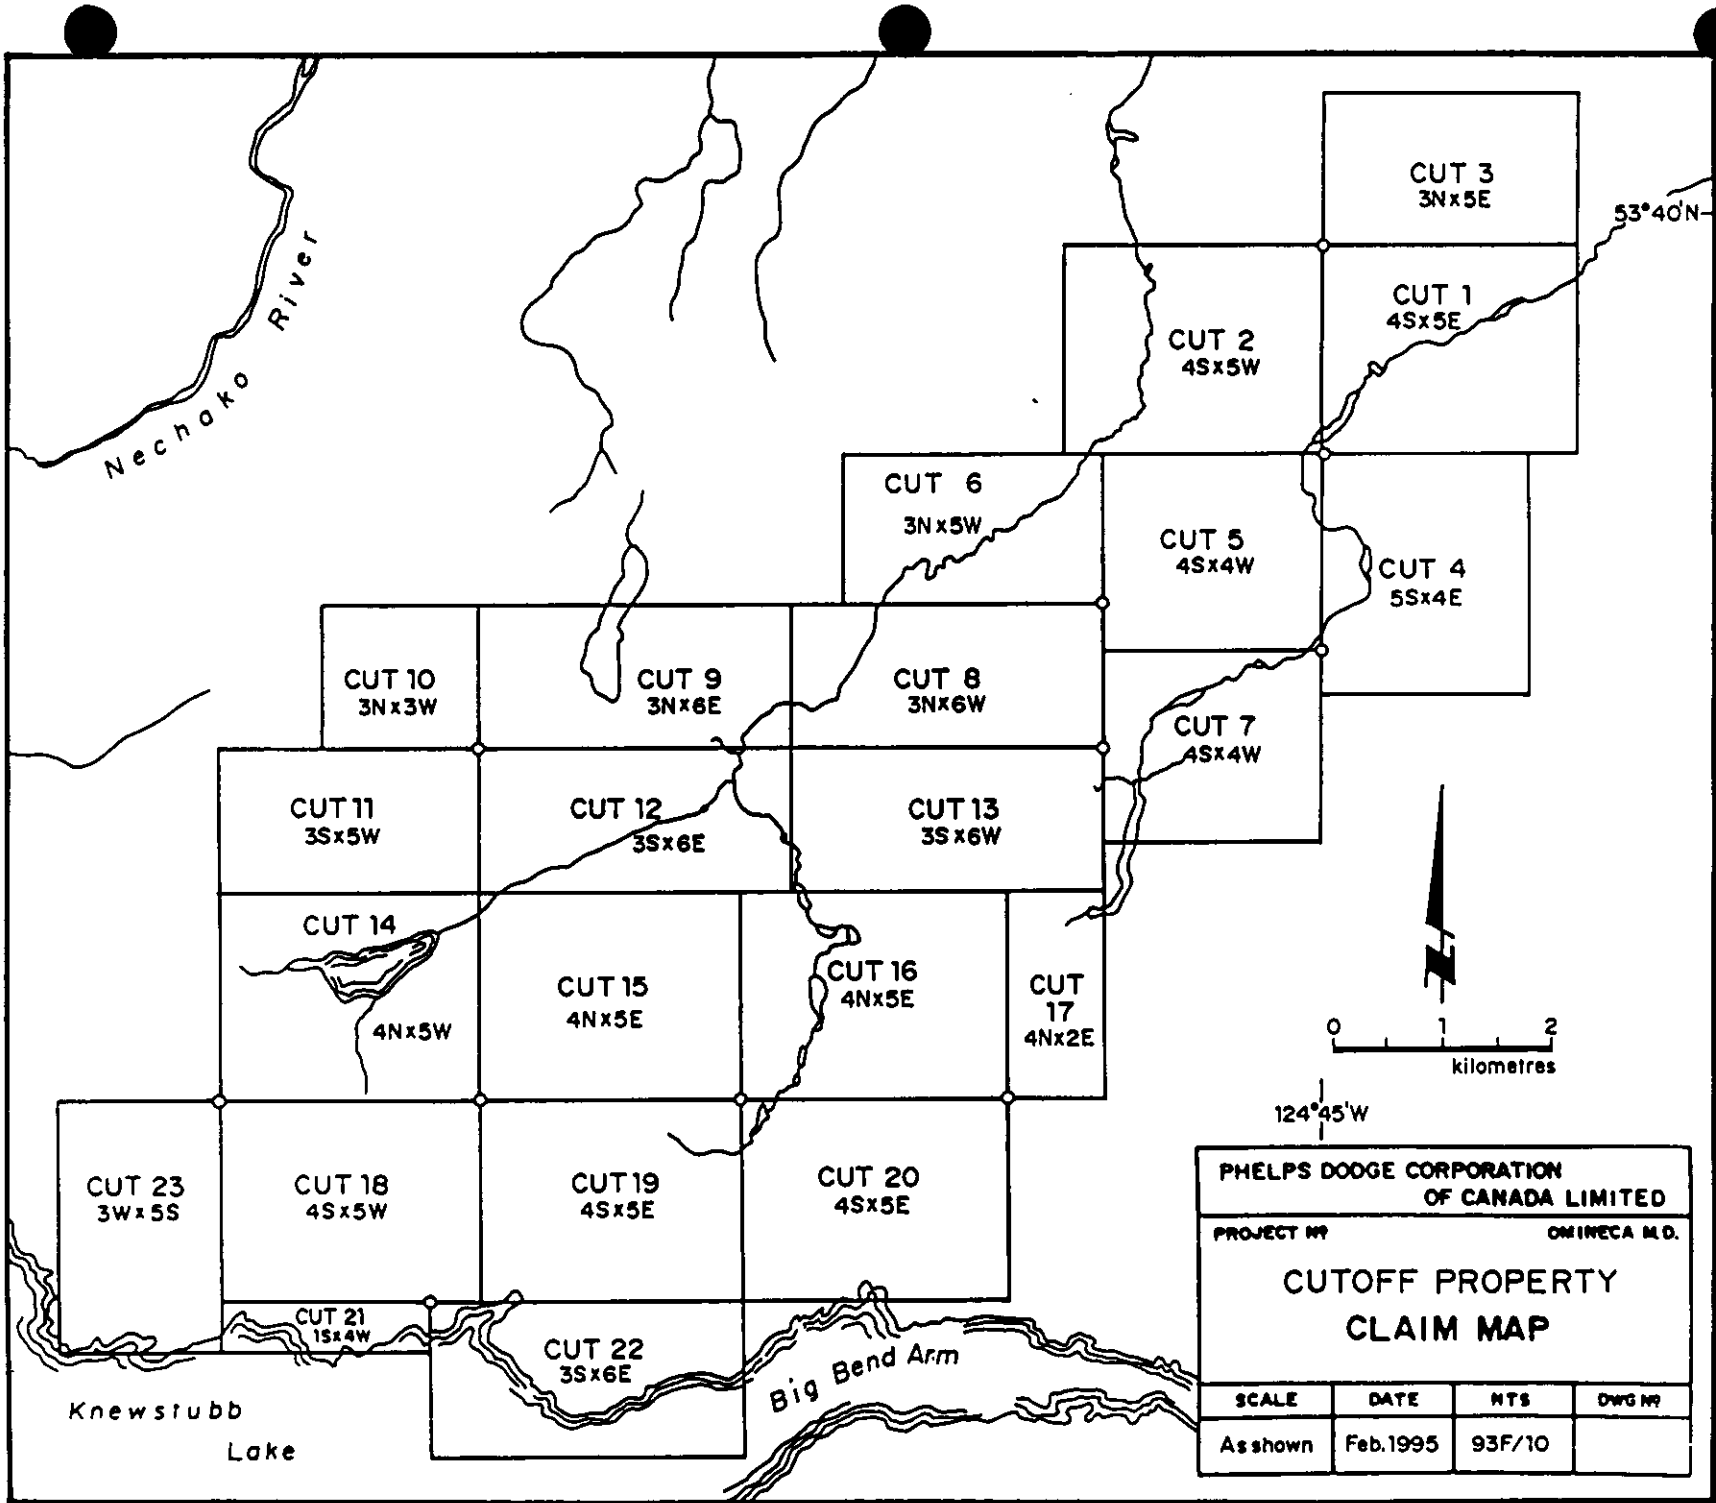 CUT 3
3N×5E
53°40'N
CUT 1
4S×5E
CUT 2
4S×5W
Nechako River
CUT 6
3N×5W
CUT 5
4S×4W
CUT 4
5S×4E
CUT 10
3N×3W
CUT 9
3N×6E
CUT 8
3N×6W
CUT 7
4S×4W
CUT 11
3S×5W
CUT 12
3S×6E
CUT 13
3S×6W
CUT 14
4N×5W
CUT 15
4N×5E
CUT 16
4N×5E
CUT
17
4N×2E
N
0 1 2
kilometres
124°45'W
CUT 23
3W×5S
CUT 18
4S×5W
CUT 19
4S×5E
CUT 20
4S×5E
CUT 21
1S×4W
CUT 22
3S×6E
Big Bend Arm
Knewstubb
Lake
PHELPS DODGE CORPORATION
OF CANADA LIMITED
PROJECT Nº OMINECA M.D.
CUTOFF PROPERTY
CLAIM MAP
SCALE DATE NTS DWG Nº
As shown Feb.1995 93F/10